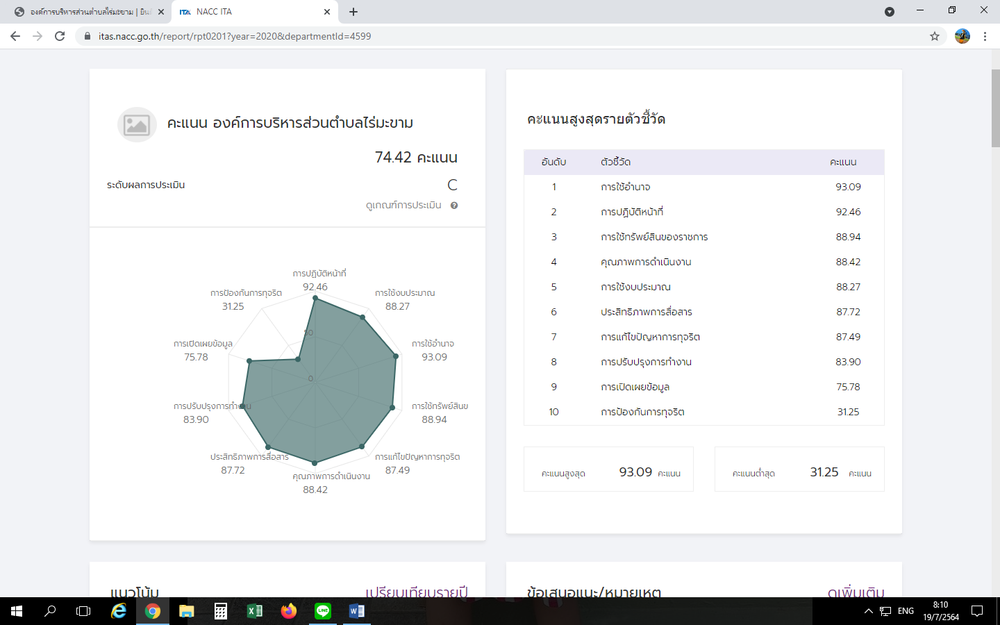 องค์การบริหารส่วนตำบลไร่มะขาม | ยินดี
NACC ITA
itas.nacc.go.th/report/rpt0201?year=2020&departmentId=4599
คะแนน องค์การบริหารส่วนตำบลไร่มะขาม
74.42 คะแนน
ระดับผลการประเมิน C
ดูเกณฑ์การประเมิน
การปฏิบัติหน้าที่
92.46
การป้องกันการทุจริต
31.25
การใช้งบประมาณ
88.27
50
การเปิดเผยข้อมูล
75.78
การใช้อำนาจ
93.09
0
การปรับปรุงการทำงาน
83.90
การใช้ทรัพย์สินข
88.94
ประสิทธิภาพการสื่อสาร
87.72
การแก้ไขปัญหาการทุจริต
87.49
คุณภาพการดำเนินงาน
88.42
คะแนนสูงสุดรายตัวชี้วัด
อันดับ ตัวชี้วัด คะแนน
1 การใช้อำนาจ 93.09
2 การปฏิบัติหน้าที่ 92.46
3 การใช้ทรัพย์สินของราชการ 88.94
4 คุณภาพการดำเนินงาน 88.42
5 การใช้งบประมาณ 88.27
6 ประสิทธิภาพการสื่อสาร 87.72
7 การแก้ไขปัญหาการทุจริต 87.49
8 การปรับปรุงการทำงาน 83.90
9 การเปิดเผยข้อมูล 75.78
10 การป้องกันการทุจริต 31.25
คะแนนสูงสุด 93.09 คะแนน
คะแนนต่ำสุด 31.25 คะแนน
แนวโน้ม เปรียบเทียบรายปี
ข้อเสนอแนะ/หมายเหตุ ดูเพิ่มเติม
ENG
8:10
19/7/2564